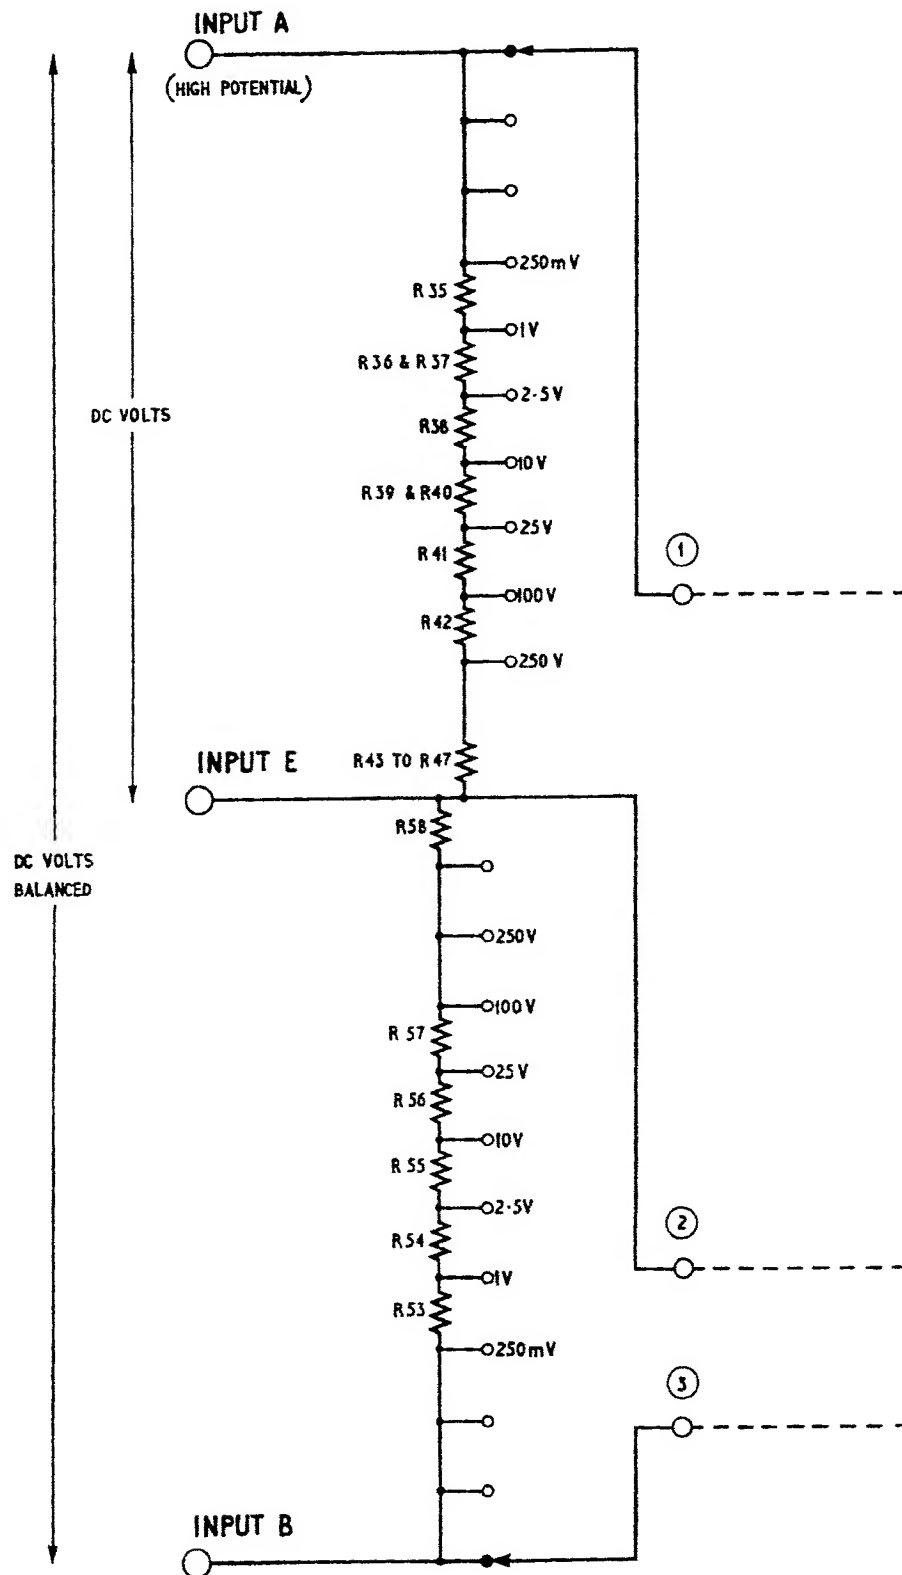 INPUT A
(HIGH POTENTIAL)
250mV
R35
1V
R36 & R37
2·5V
DC VOLTS
R38
10V
R39 & R40
25V
R41
1
100V
R42
250V
INPUT E
R43 TO R47
R58
DC VOLTS
BALANCED
250V
100V
R57
25V
R56
10V
R55
2·5V
2
R54
1V
R53
250mV
3
INPUT B